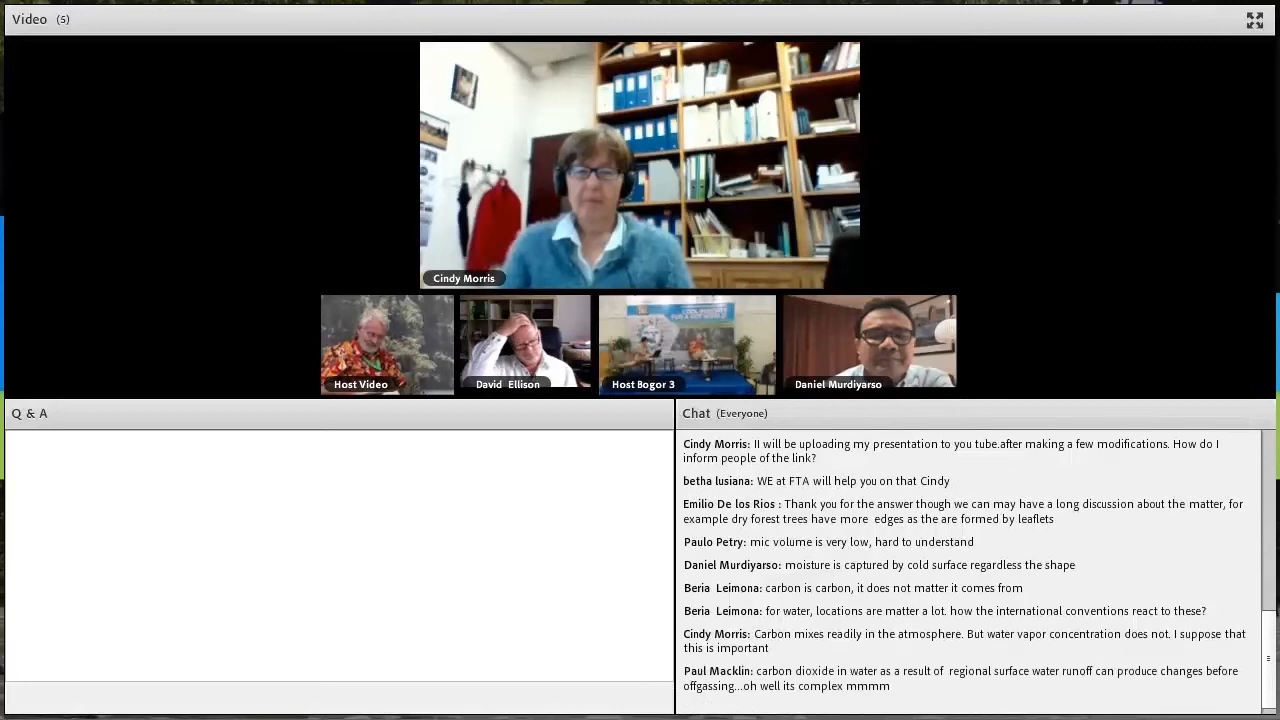 Video (5)
Cindy Morris
Host Video
David Ellison
Host Bogor 3
Daniel Murdiyarso
Q & A
Chat (Everyone)
Cindy Morris: II will be uploading my presentation to you tube.after making a few modifications. How do I
inform people of the link?
betha lusiana: WE at FTA will help you on that Cindy
Emilio De los Rios : Thank you for the answer though we can may have a long discussion about the matter, for
example dry forest trees have more edges as the are formed by leaflets
Paulo Petry: mic volume is very low, hard to understand
Daniel Murdiyarso: moisture is captured by cold surface regardless the shape
Beria Leimona: carbon is carbon, it does not matter it comes from
Beria Leimona: for water, locations are matter a lot. how the international conventions react to these?
Cindy Morris: Carbon mixes readily in the atmosphere. But water vapor concentration does not. I suppose that
this is important
Paul Macklin: carbon dioxide in water as a result of regional surface water runoff can produce changes before
offgassing...oh well its complex mmmm